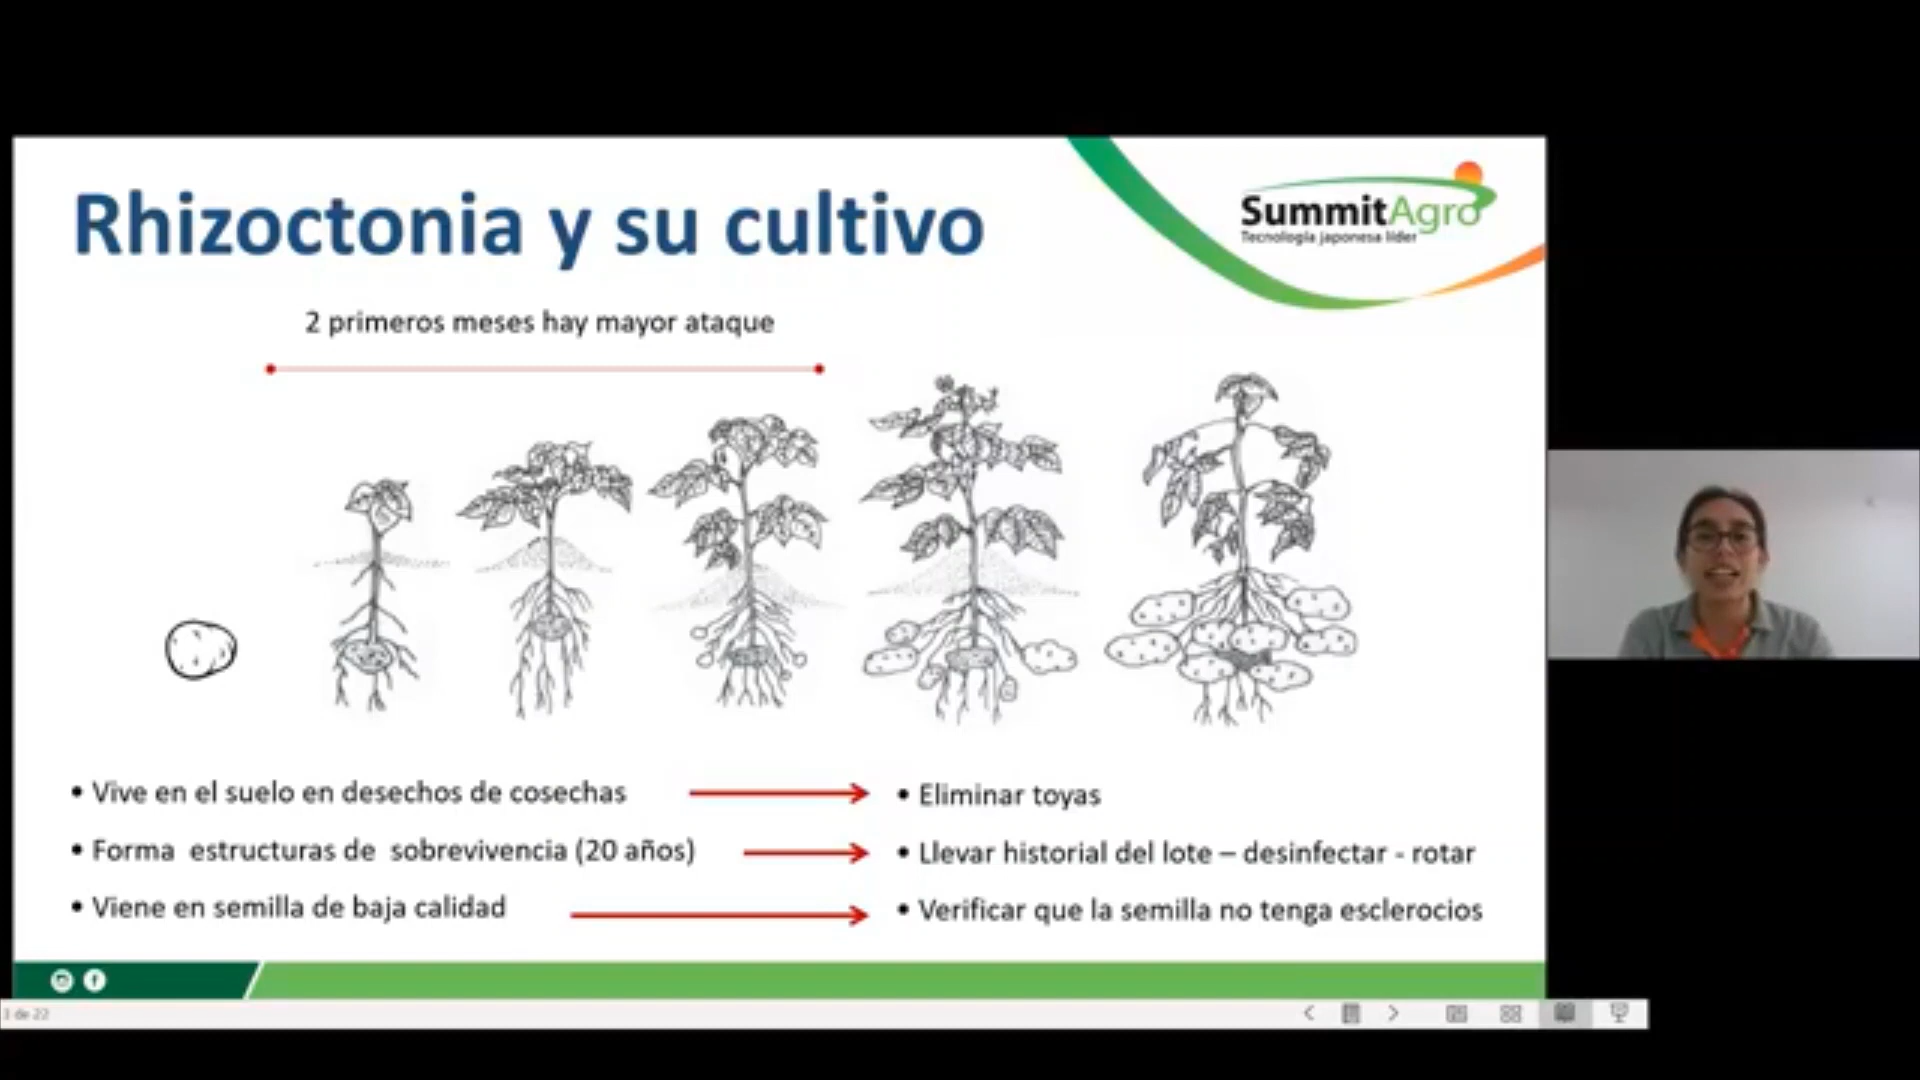 Rhizoctonia y su cultivo
SummitAgro
Tecnología japonesa líder
2 primeros meses hay mayor ataque
• Vive en el suelo en desechos de cosechas
• Eliminar toyas
• Forma estructuras de sobrevivencia (20 años)
• Llevar historial del lote – desinfectar - rotar
• Viene en semilla de baja calidad
• Verificar que la semilla no tenga esclerocios
de 22